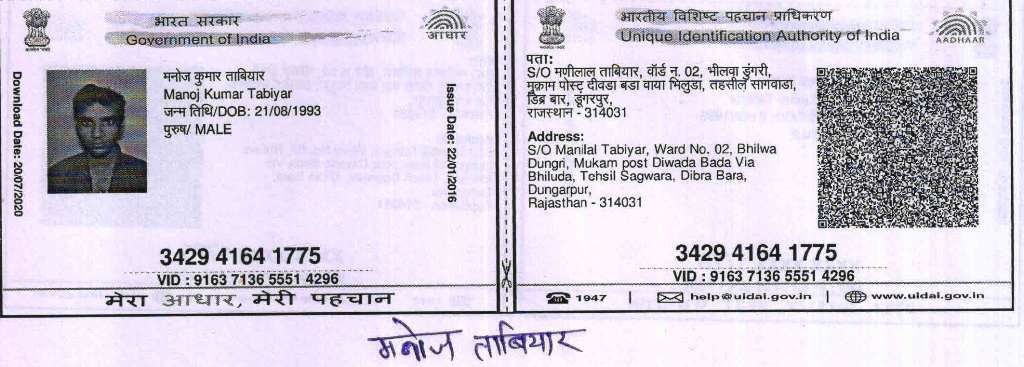 भारत सरकार
Government of India
आधार
Download Date: 20/07/2020
मनोज कुमार ताबियार
Manoj Kumar Tabiyar
जन्म तिथि/DOB: 21/08/1993
पुरुष/ MALE
Issue Date: 22/01/2016
3429 4164 1775
VID : 9163 7136 5551 4296
मेरा आधार, मेरी पहचान
भारतीय विशिष्ट पहचान प्राधिकरण
Unique Identification Authority of India
AADHAAR
पता:
S/O मणीलाल ताबियार, वॉर्ड न. 02, भीलवा डुंगरी,
मुकाम पोस्ट दीवडा बडा वाया भिलुडा, तहसील सागवाडा,
डिब्र बार, डूंगरपुर,
राजस्थान - 314031
Address:
S/O Manilal Tabiyar, Ward No. 02, Bhilwa
Dungri, Mukam post Diwada Bada Via
Bhiluda, Tehsil Sagwara, Dibra Bara,
Dungarpur,
Rajasthan - 314031
3429 4164 1775
VID : 9163 7136 5551 4296
1947 | help@uidai.gov.in | www.uidai.gov.in
मनोज ताबियार